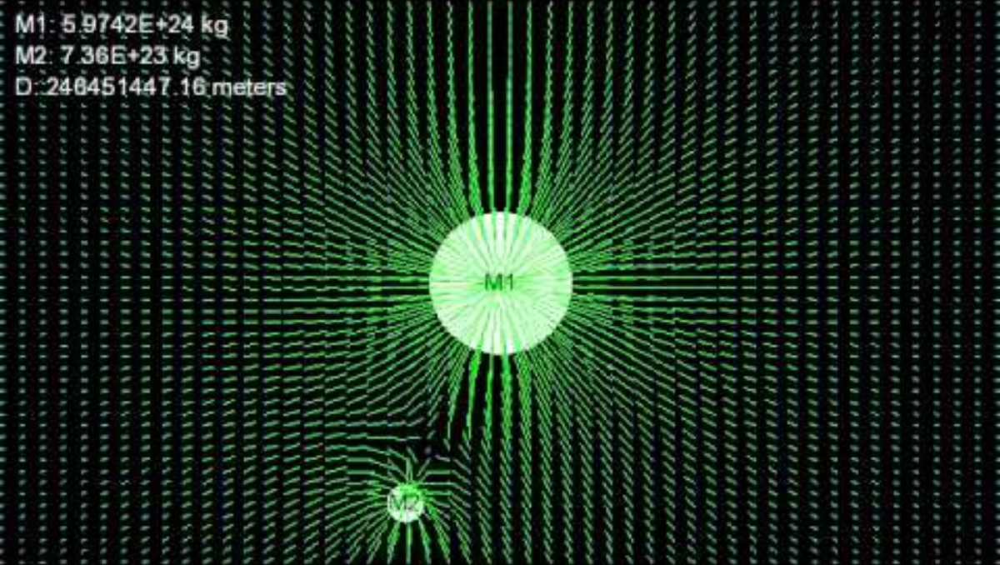 M1: 5.9742E+24 kg
M2: 7.36E+23 kg
D: 246451447.16 meters
M1
M2